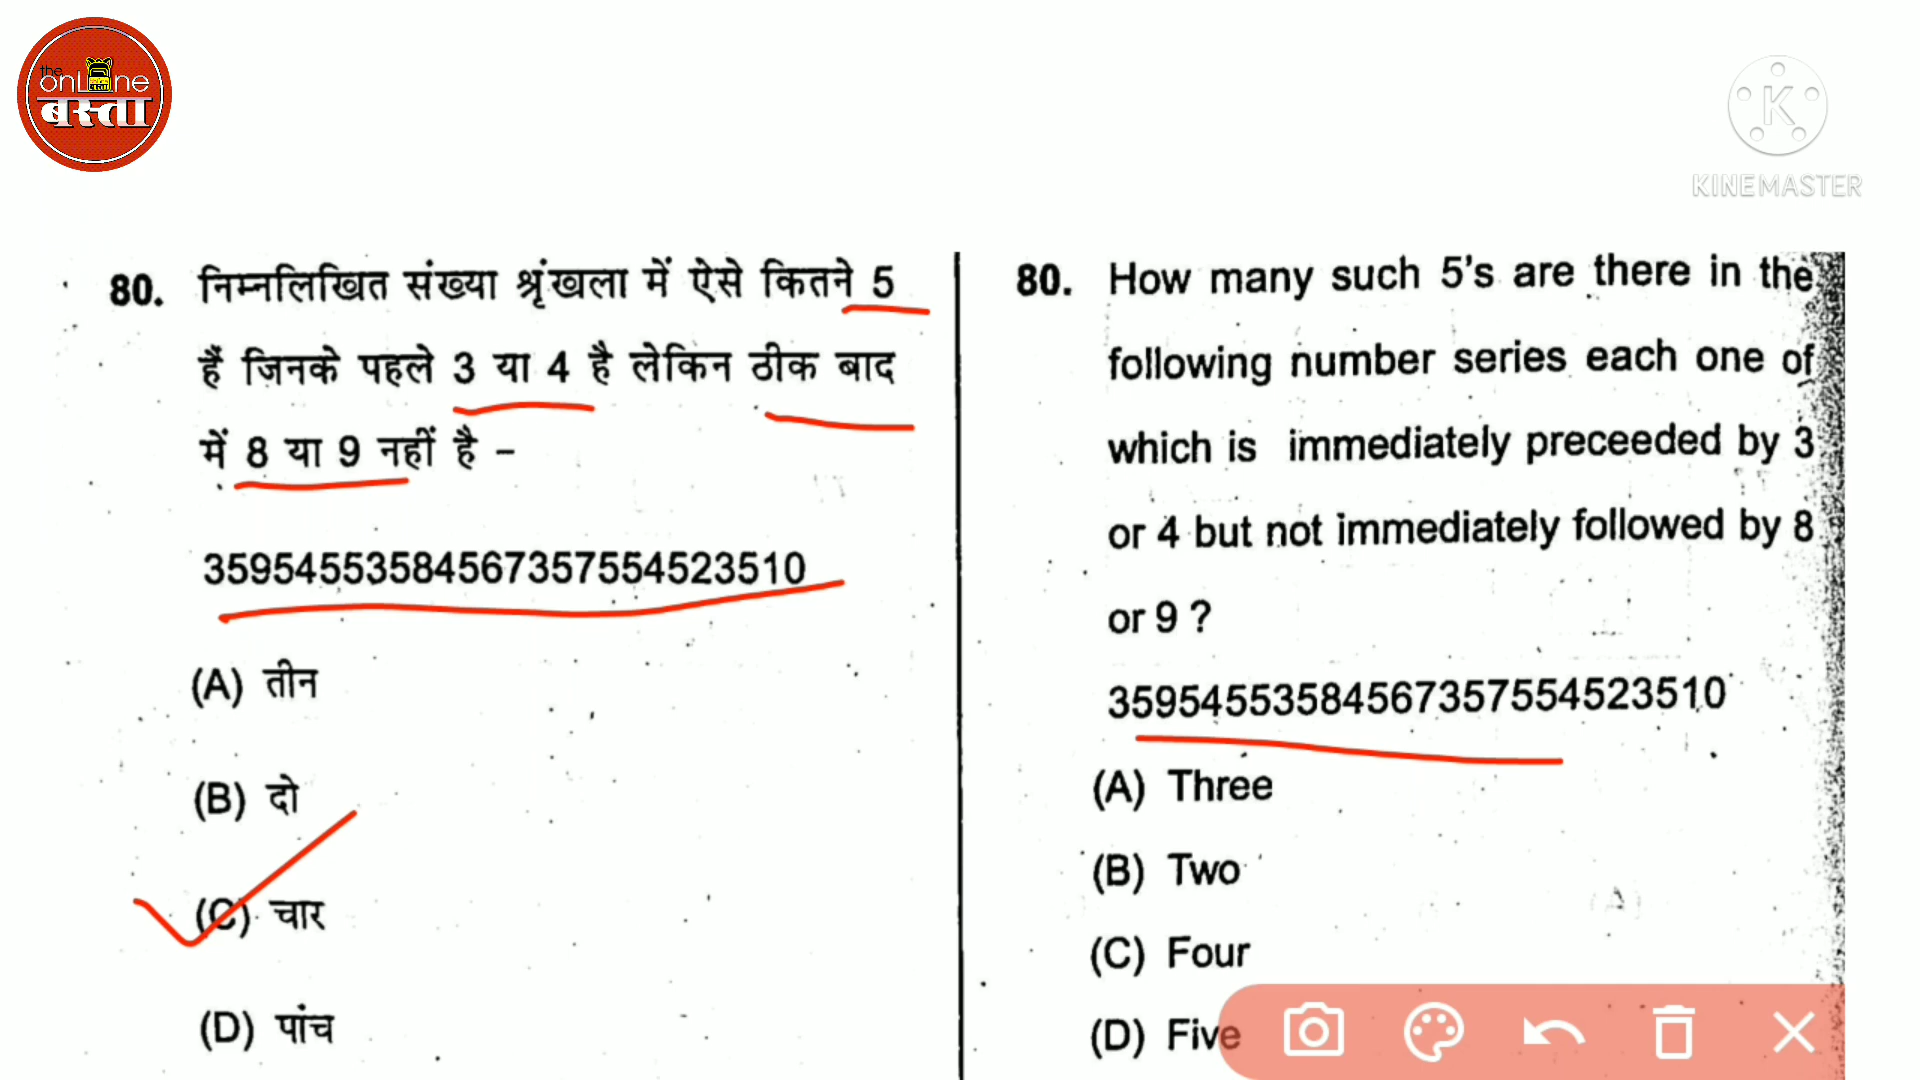 the
onLine
बस्ता
K
KINEMASTER
80. निम्नलिखित संख्या श्रृंखला में ऐसे कितने 5
हैं जिनके पहले 3 या 4 है लेकिन ठीक बाद
में 8 या 9 नहीं है –
35954553584567357554523510
(A) तीन
(B) दो
(C) चार
(D) पांच
80. How many such 5's are there in the
following number series each one of
which is immediately preceeded by 3
or 4 but not immediately followed by 8
or 9 ?
35954553584567357554523510
(A) Three
(B) Two
(C) Four
(D) Five